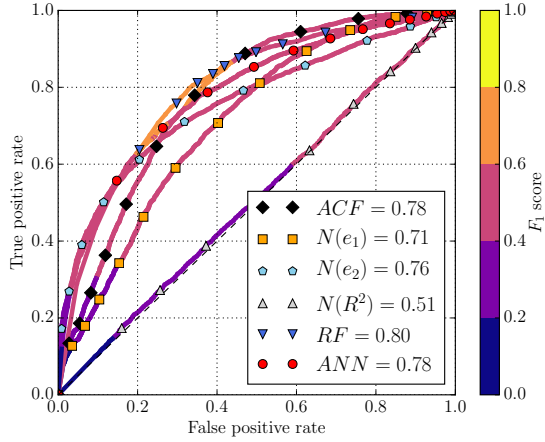 1.0
0.8
0.6
0.4
0.2
0.0
True positive rate
0.0 0.2 0.4 0.6 0.8 1.0
False positive rate
ACF = 0.78
N(e₁) = 0.71
N(e₂) = 0.76
N(R²) = 0.51
RF = 0.80
ANN = 0.78
1.0
0.8
0.6
0.4
0.2
0.0
F₁ score